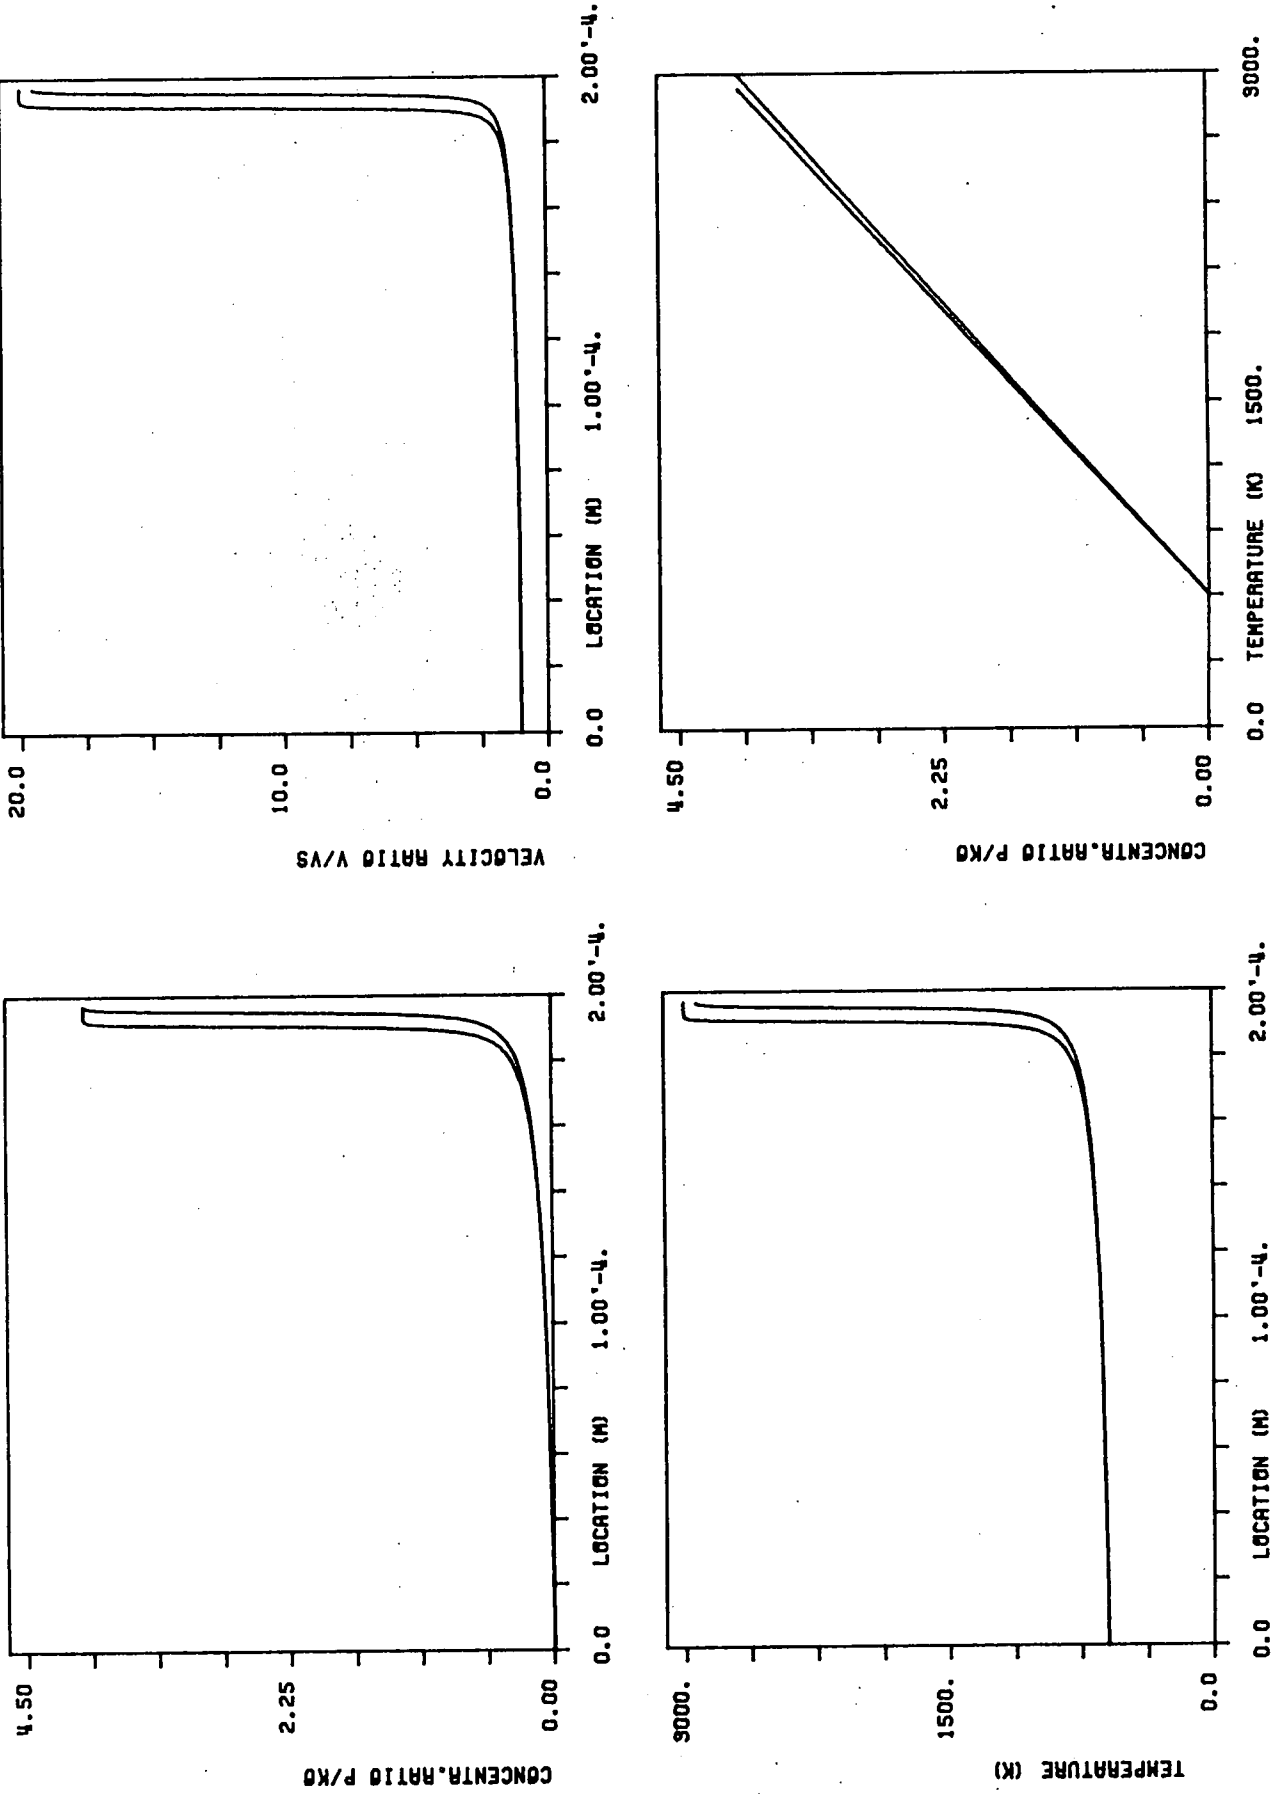 CONCENTR.RATIO P/KO
4.50
2.25
0.00
0.0 LOCATION (M) 1.00'-4. 2.00'-4.
VELOCITY RATIO V/VS
20.0
10.0
0.0
0.0 LOCATION (M) 1.00'-4. 2.00'-4.
TEMPERATURE (K)
3000.
1500.
0.0
0.0 LOCATION (M) 1.00'-4. 2.00'-4.
CONCENTR.RATIO P/KO
4.50
2.25
0.00
0.0 TEMPERATURE (K) 1500. 3000.